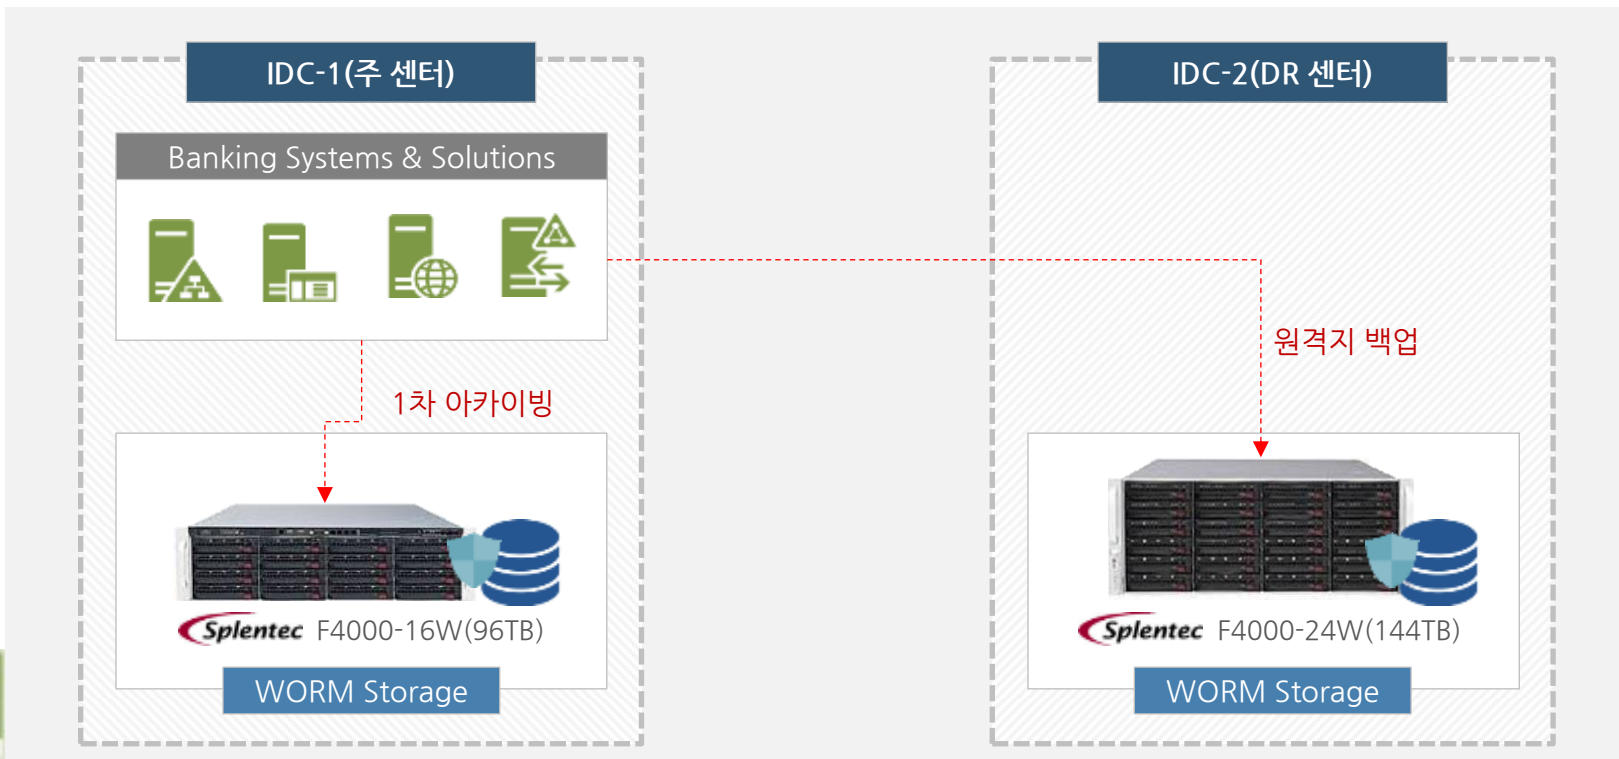 IDC-1(주 센터)
Banking Systems & Solutions
1차 아카이빙
Splentec F4000-16W(96TB)
WORM Storage
IDC-2(DR 센터)
원격지 백업
Splentec F4000-24W(144TB)
WORM Storage